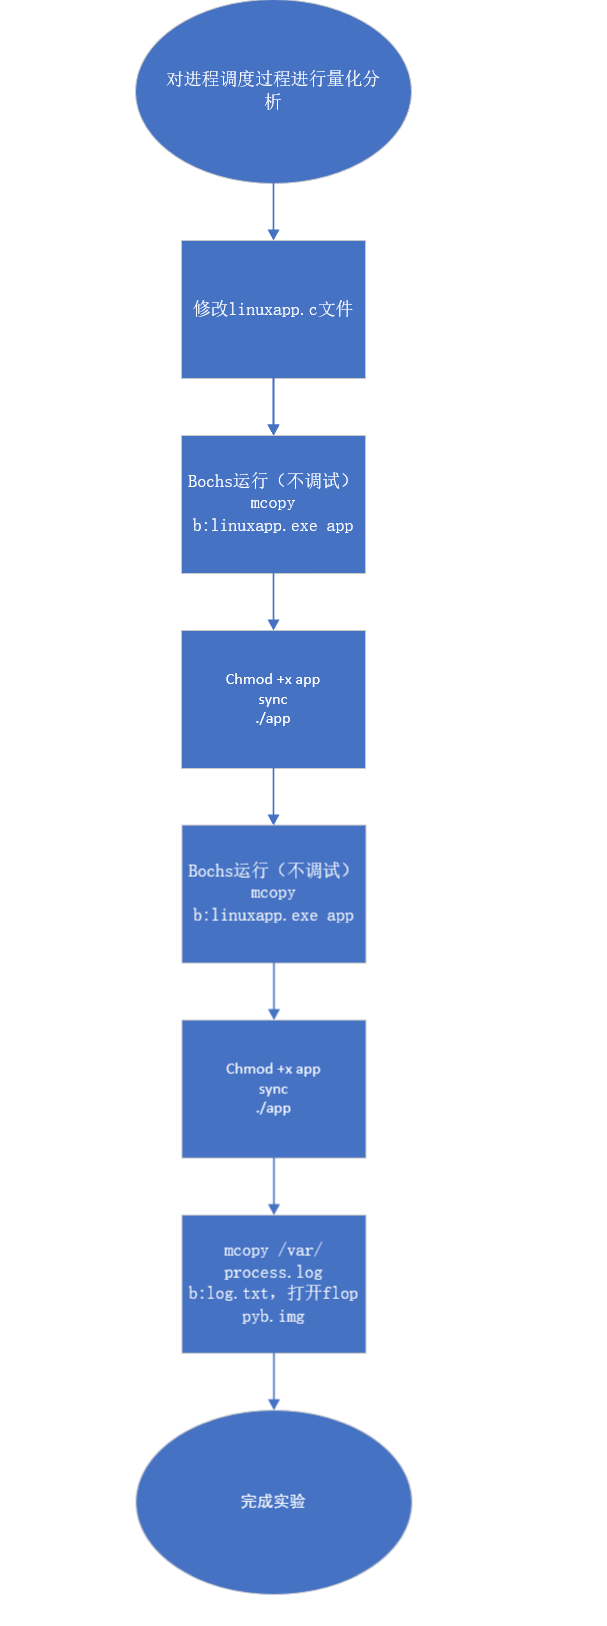 对进程调度过程进行量化分
析
修改linuxapp.c文件
Bochs运行（不调试）
mcopy
b:linuxapp.exe app
Chmod +x app
sync
./app
Bochs运行（不调试）
mcopy
b:linuxapp.exe app
Chmod +x app
sync
./app
mcopy /var/
process.log
b:log.txt，打开flop
pyb.img
完成实验